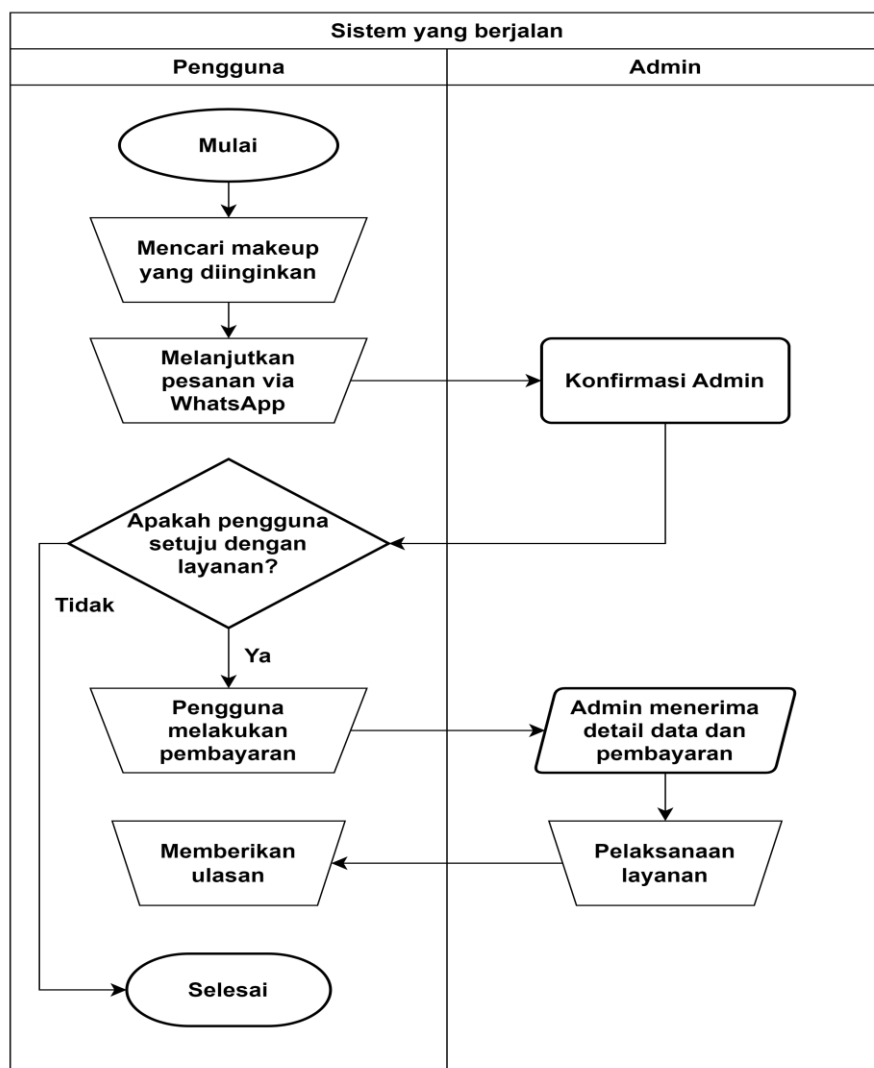 Sistem yang berjalan
Pengguna
Admin
Mulai
Mencari makeup
yang diinginkan
Melanjutkan
pesanan via
WhatsApp
Konfirmasi Admin
Apakah pengguna
setuju dengan
layanan?
Tidak
Ya
Pengguna
melakukan
pembayaran
Admin menerima
detail data dan
pembayaran
Memberikan
ulasan
Pelaksanaan
layanan
Selesai